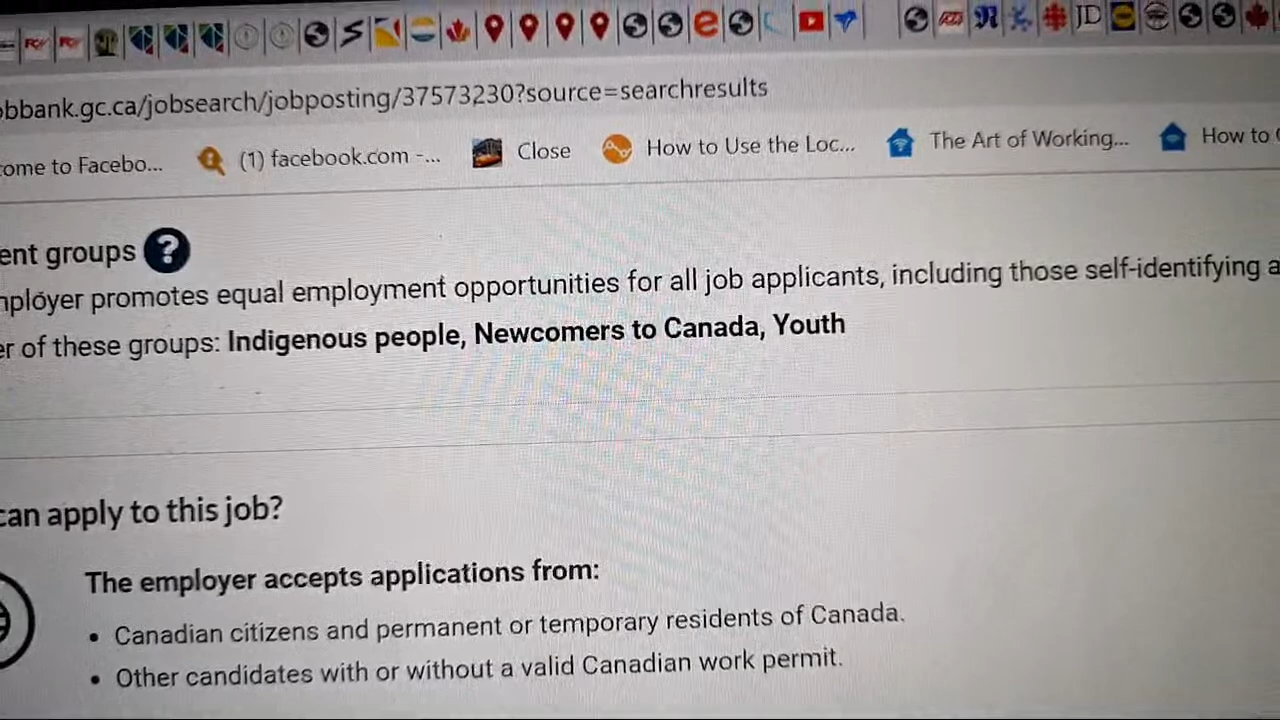 bbank.gc.ca/jobsearch/jobposting/37573230?source=searchresults
ome to Facebo... (1) facebook.com -... Close How to Use the Loc... The Art of Working... How to
ent groups ?
mployer promotes equal employment opportunities for all job applicants, including those self-identifying a
er of these groups: Indigenous people, Newcomers to Canada, Youth
can apply to this job?
The employer accepts applications from:
• Canadian citizens and permanent or temporary residents of Canada.
• Other candidates with or without a valid Canadian work permit.